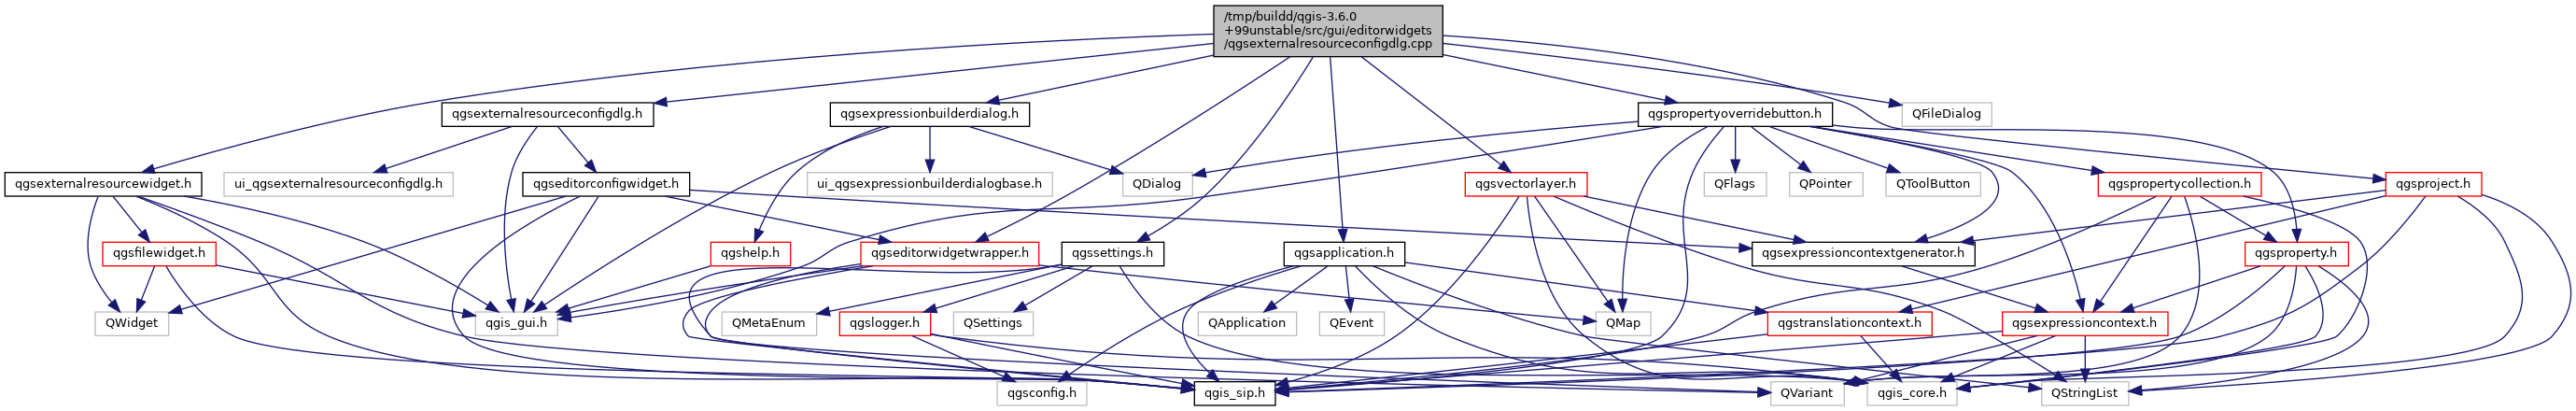 /tmp/buildd/qgis-3.6.0
+99unstable/src/gui/editorwidgets
/qgsexternalresourceconfigdlg.cpp
qgsexternalresourceconfigdlg.h
qgsexpressionbuilderdialog.h
qgspropertyoverridebutton.h
QFileDialog
qgsexternalresourcewidget.h
ui_qgsexternalresourceconfigdlg.h
qgseditorconfigwidget.h
ui_qgsexpressionbuilderdialogbase.h
QDialog
qgsvectorlayer.h
QFlags
QPointer
QToolButton
qgspropertycollection.h
qgsproject.h
qgsfilewidget.h
qgshelp.h
qgseditorwidgetwrapper.h
qgssettings.h
qgsapplication.h
qgsexpressioncontextgenerator.h
qgsproperty.h
QWidget
qgis_gui.h
QMetaEnum
qgslogger.h
QSettings
QApplication
QEvent
QMap
qgstranslationcontext.h
qgsexpressioncontext.h
qgsconfig.h
qgis_sip.h
QVariant
qgis_core.h
QStringList